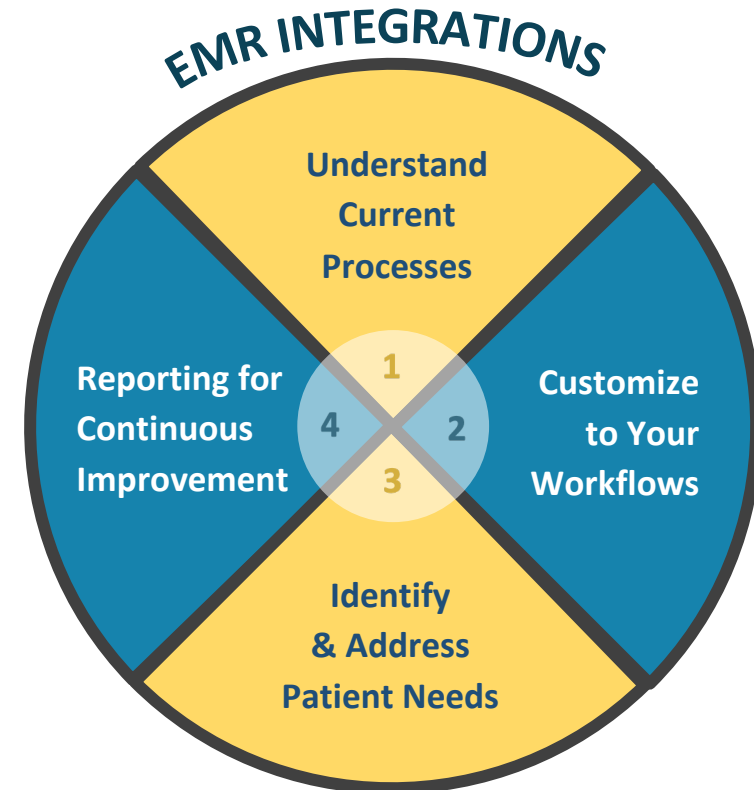 EMR INTEGRATIONS
Understand
Current
Processes
1
Customize
to Your
Workflows
2
3
Identify
& Address
Patient Needs
4
Reporting for
Continuous
Improvement